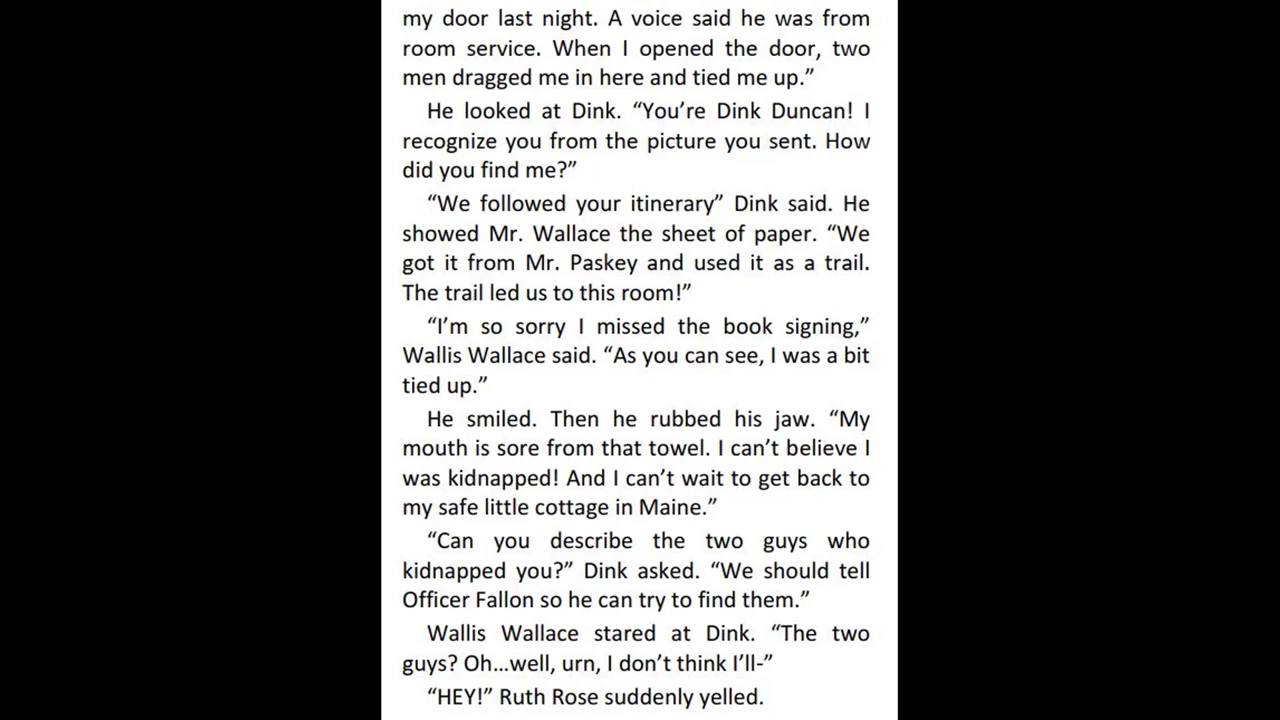 my door last night. A voice said he was from
room service. When I opened the door, two
men dragged me in here and tied me up.”
He looked at Dink. “You’re Dink Duncan! I
recognize you from the picture you sent. How
did you find me?”
“We followed your itinerary” Dink said. He
showed Mr. Wallace the sheet of paper. “We
got it from Mr. Paskey and used it as a trail.
The trail led us to this room!”
“I’m so sorry I missed the book signing,”
Wallis Wallace said. “As you can see, I was a bit
tied up.”
He smiled. Then he rubbed his jaw. “My
mouth is sore from that towel. I can’t believe I
was kidnapped! And I can’t wait to get back to
my safe little cottage in Maine.”
“Can you describe the two guys who
kidnapped you?” Dink asked. “We should tell
Officer Fallon so he can try to find them.”
Wallis Wallace stared at Dink. “The two
guys? Oh…well, urn, I don’t think I’ll-”
“HEY!” Ruth Rose suddenly yelled.